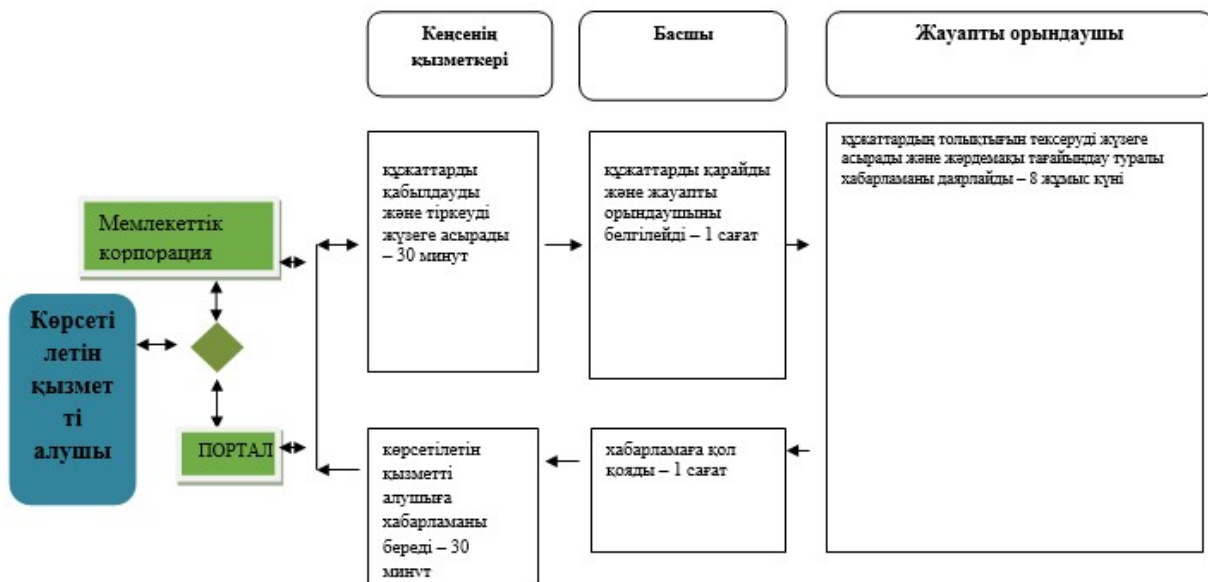 Кеңсенің
қызметкері
Басшы
Жауапты орындаушы
құжаттарды
қабылдауды
және тіркеуді
жүзеге асырады
– 30 минут
құжаттарды қарайды
және жауапты
орындаушыны
белгілейді – 1 сағат
құжаттардың толықтығын тексеруді жүзеге
асырады және жәрдемақы тағайындау туралы
хабарламаны даярлайды – 8 жұмыс күні
Мемлекеттік
корпорация
Көрсеті
летін
қызмет
ті
алушы
ПОРТАЛ
көрсетілетін
қызметті
алушыға
хабарламаны
береді – 30
минут
хабарламаға қол
қояды – 1 сағат